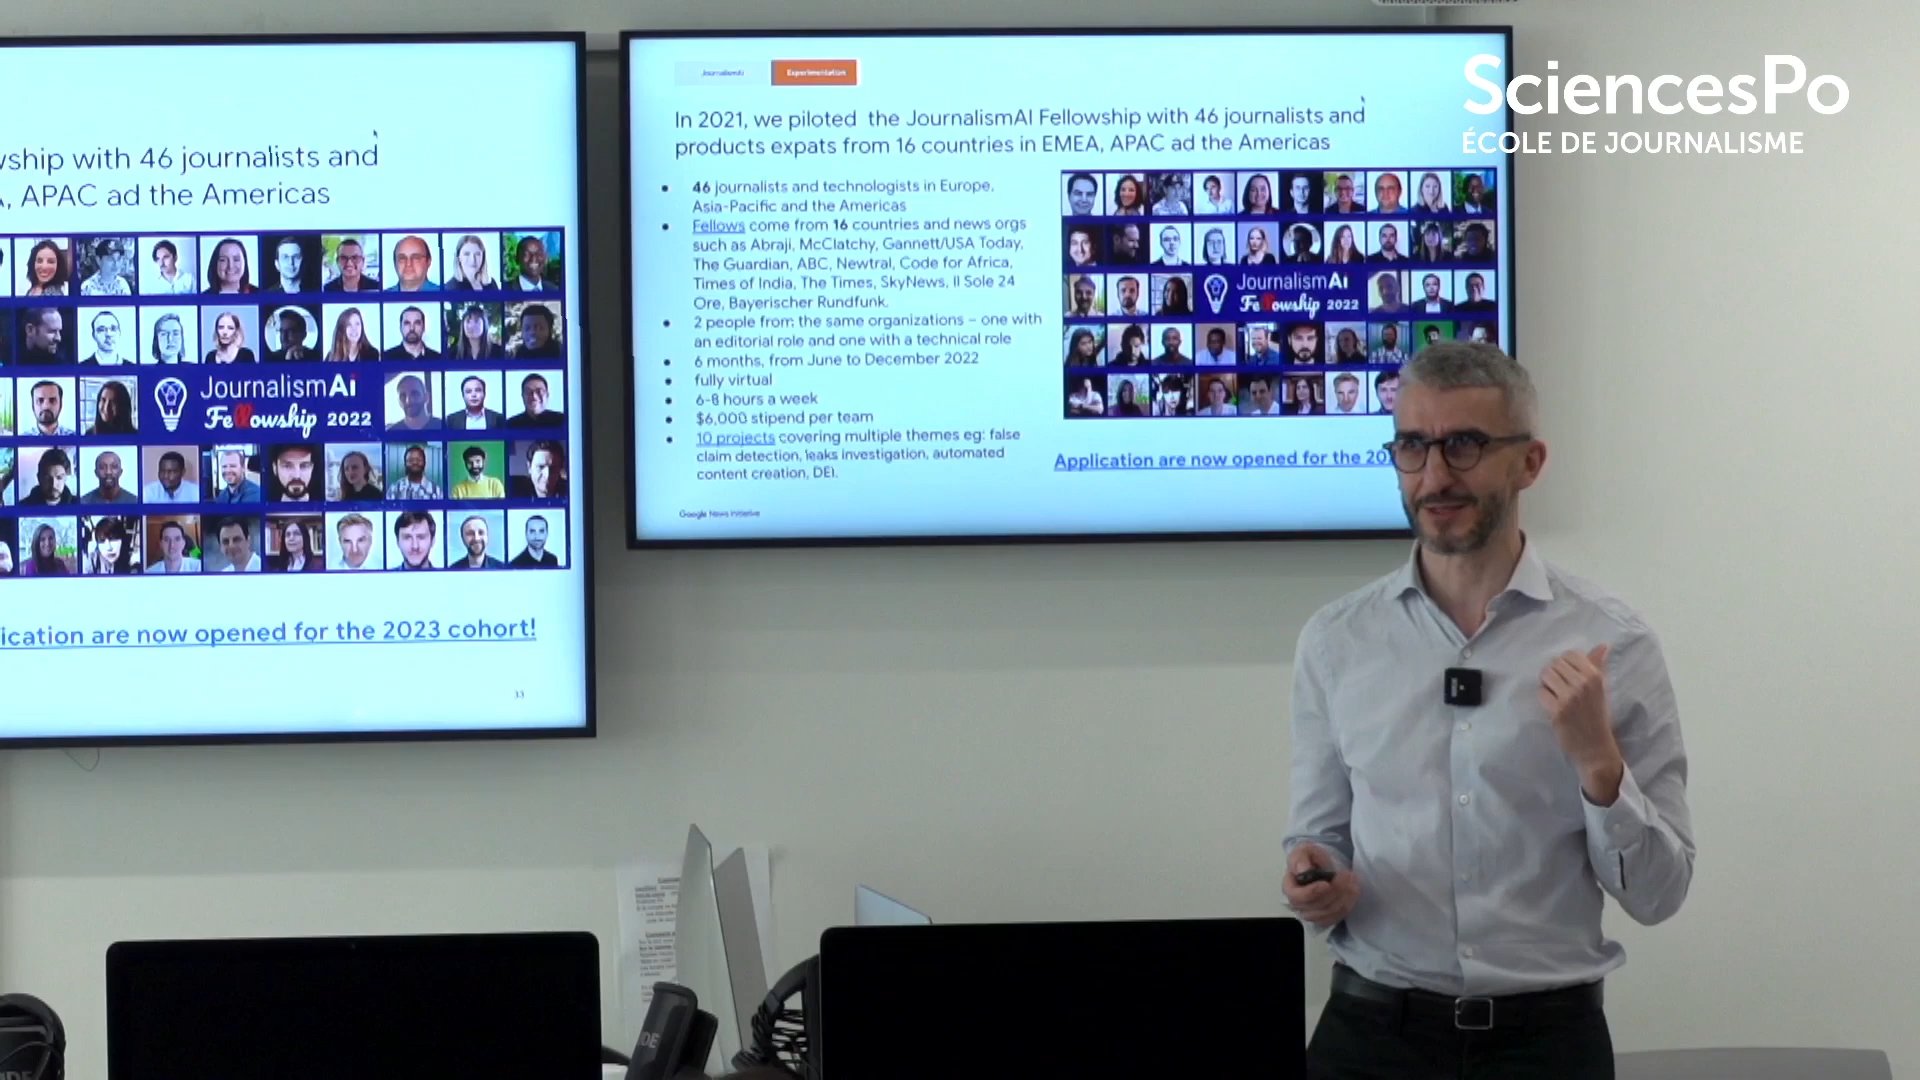 SciencesPo
ÉCOLE DE JOURNALISME
wship with 46 journalists and
, APAC ad the Americas
JournalismAi
Fellowship 2022
ication are now opened for the 2023 cohort!
33
JournalismAI
Experimentation
In 2021, we piloted the JournalismAI Fellowship with 46 journalists and
products expats from 16 countries in EMEA, APAC ad the Americas
• 46 journalists and technologists in Europe,
Asia-Pacific and the Americas
• Fellows come from 16 countries and news orgs
such as Abraji, McClatchy, Gannett/USA Today,
The Guardian, ABC, Newtral, Code for Africa,
Times of India, The Times, SkyNews, Il Sole 24
Ore, Bayerischer Rundfunk.
• 2 people from the same organizations – one with
an editorial role and one with a technical role
• 6 months, from June to December 2022
• fully virtual
• 6-8 hours a week
• $6,000 stipend per team
• 10 projects covering multiple themes eg: false
claim detection, leaks investigation, automated
content creation, DEI.
JournalismAi
Fellowship 2022
Application are now opened for the 20
Google News Initiative